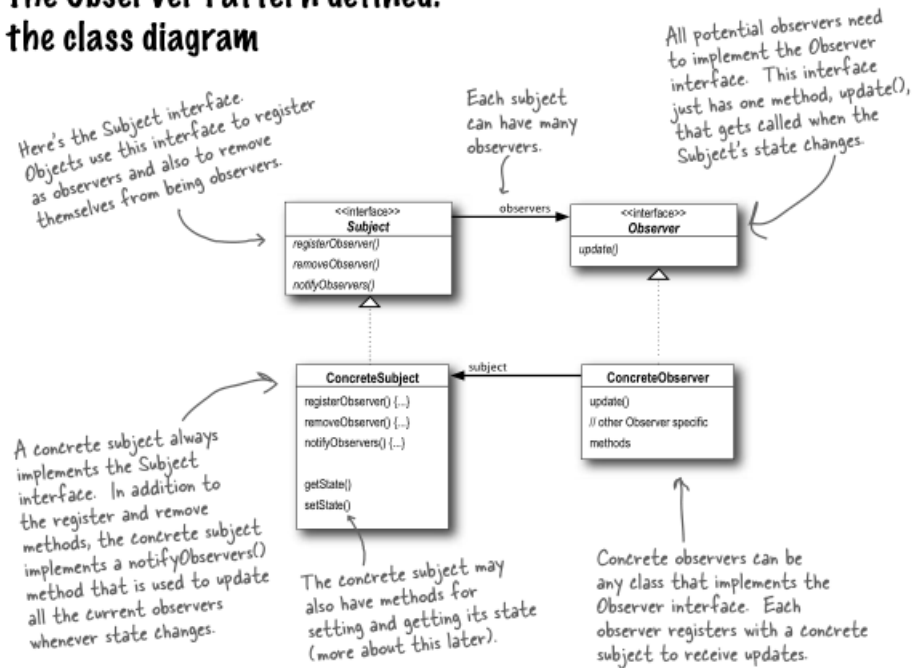 The Observer Pattern defined:
the class diagram
All potential observers need
to implement the Observer
interface. This interface
just has one method, update(),
that gets called when the
Subject's state changes.
Each subject
can have many
observers.
Here's the Subject interface.
Objects use this interface to register
as observers and also to remove
themselves from being observers.
<<interface>>
Subject
registerObserver()
removeObserver()
notifyObservers()
observers
<<interface>>
Observer
update()
ConcreteSubject
registerObserver() {...}
removeObserver() {...}
notifyObservers() {...}
getState()
setState()
subject
ConcreteObserver
update()
// other Observer specific
methods
A concrete subject always
implements the Subject
interface. In addition to
the register and remove
methods, the concrete subject
implements a notifyObservers()
method that is used to update
all the current observers
whenever state changes.
The concrete subject may
also have methods for
setting and getting its state
(more about this later).
Concrete observers can be
any class that implements the
Observer interface. Each
observer registers with a concrete
subject to receive updates.